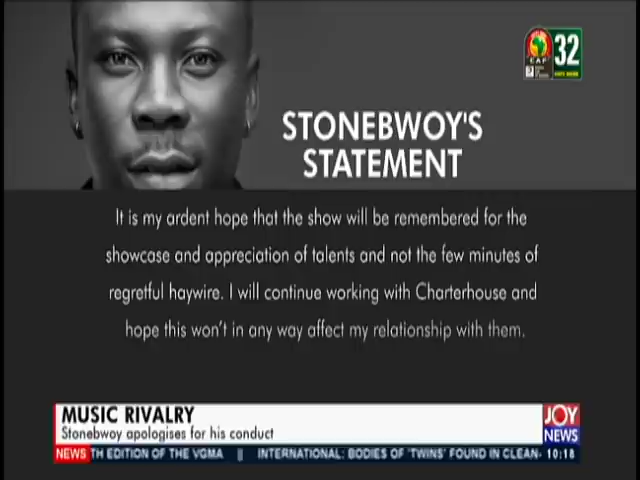 CAF
32
STONEBWOY'S
STATEMENT
It is my ardent hope that the show will be remembered for the
showcase and appreciation of talents and not the few minutes of
regretful haywire. I will continue working with Charterhouse and
hope this won't in any way affect my relationship with them.
MUSIC RIVALRY
Stonebwoy apologises for his conduct
JOY
NEWS
NEWS TH EDITION OF THE VGMA || INTERNATIONAL: BODIES OF 'TWINS' FOUND IN CLEAN- 10:18